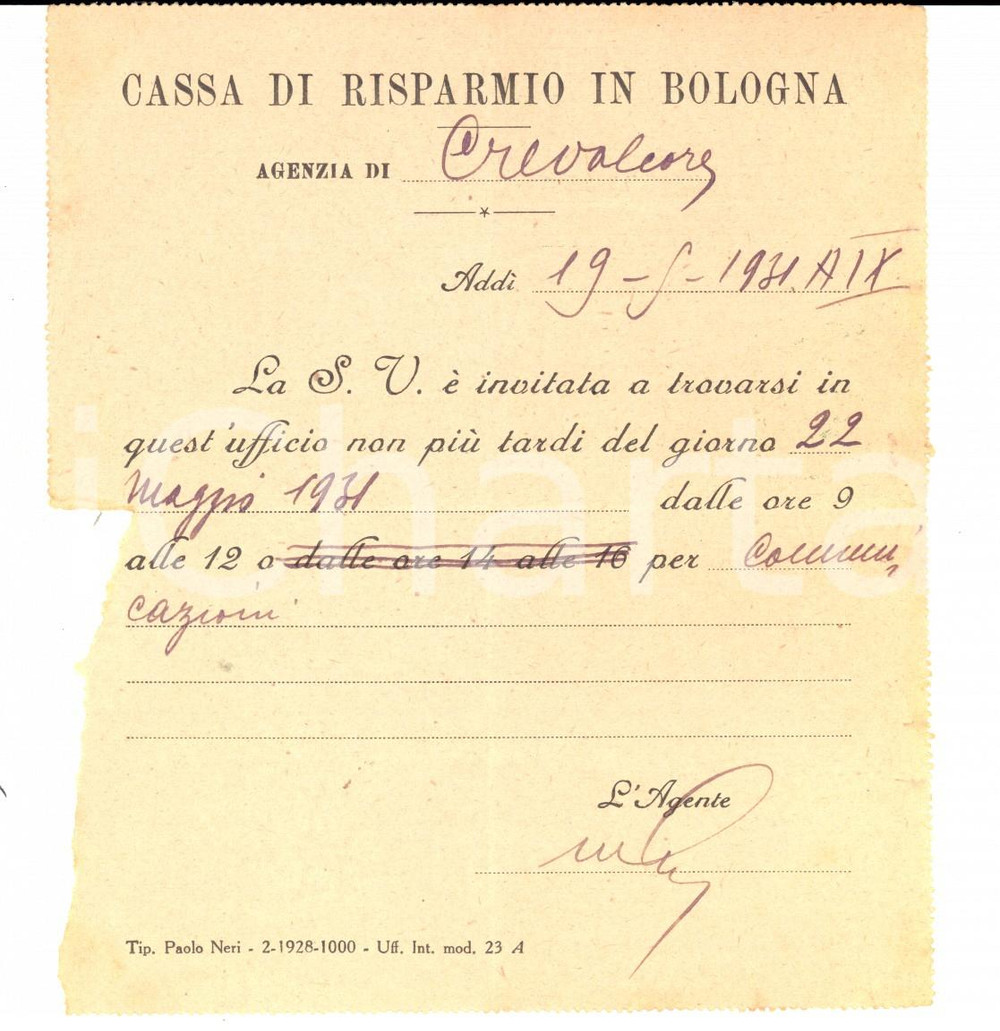 CASSA DI RISPARMIO IN BOLOGNA
AGENZIA DI Crevalcore
Addì 19-5-1931. A IX
La S. V. è invitata a trovarsi in
quest'ufficio non più tardi del giorno 22
maggio 1931 dalle ore 9
alle 12 o dalle ore 14 alle 16 per comuni
cazioni
L'Agente
Tip. Paolo Neri - 2-1928-1000 - Uff. Int. mod. 23 A
iCharta